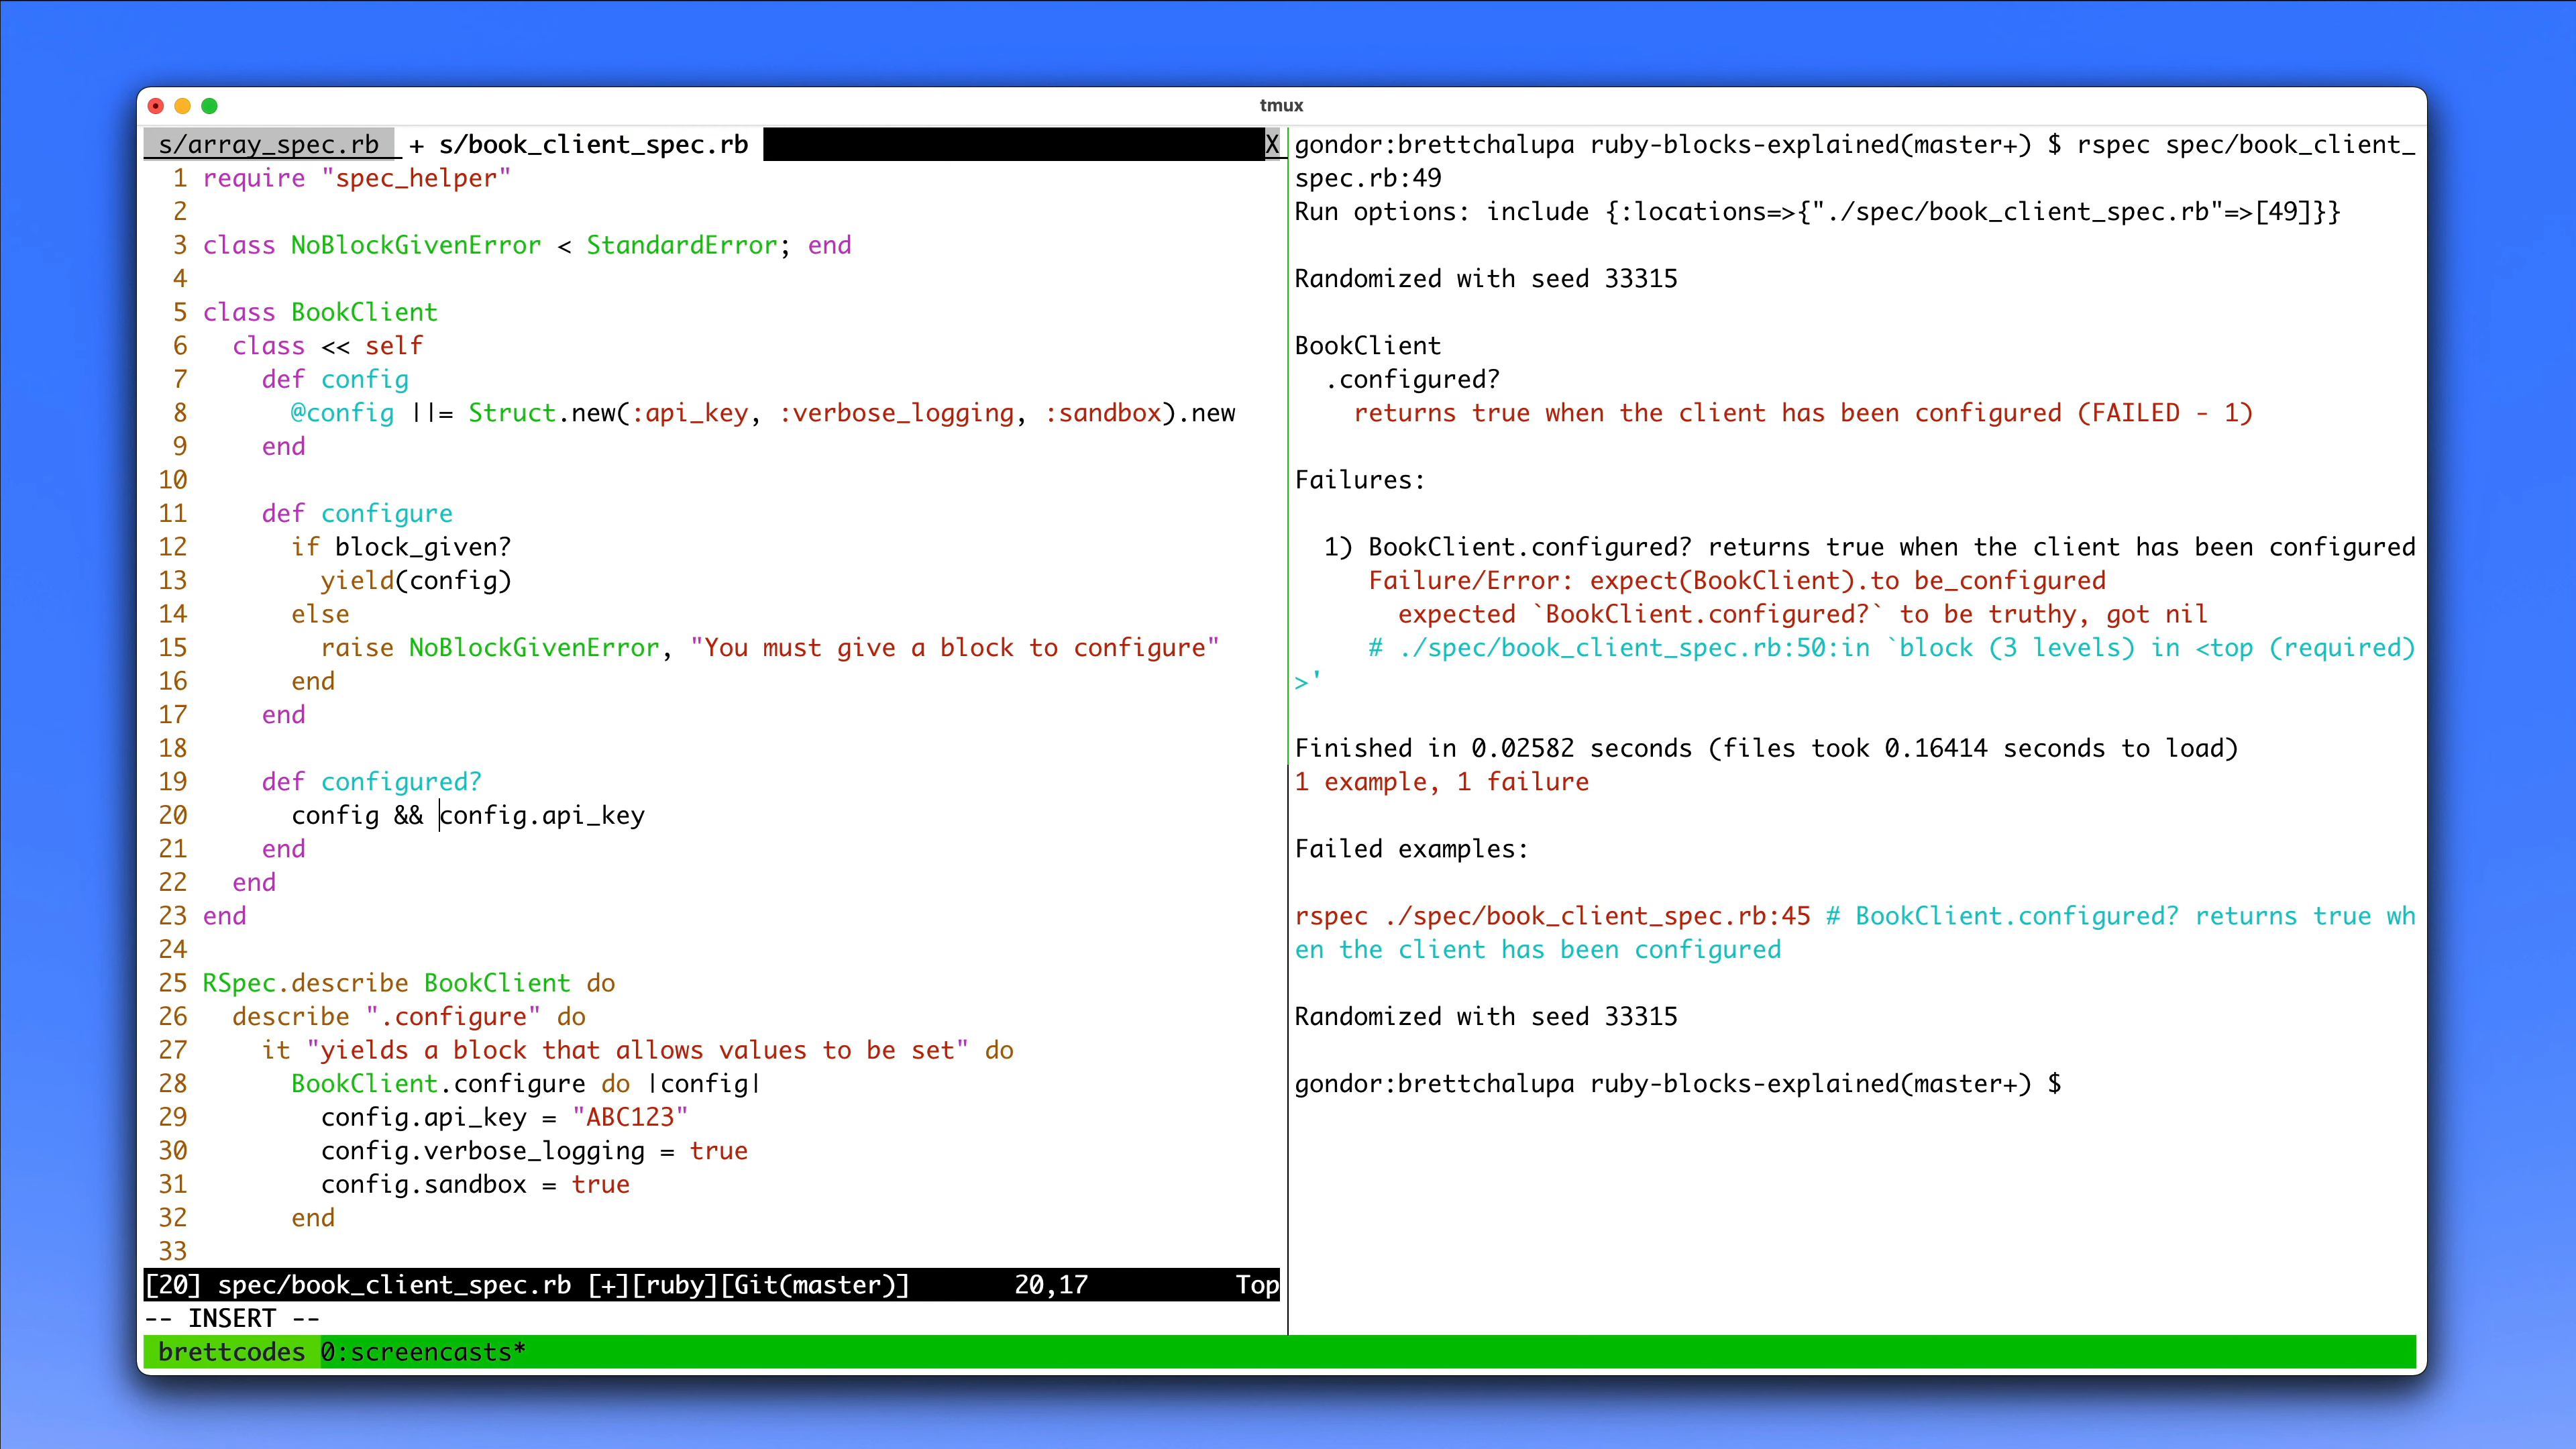 tmux
s/array_spec.rb + s/book_client_spec.rb X
1 require "spec_helper"
2
3 class NoBlockGivenError < StandardError; end
4
5 class BookClient
6 class << self
7 def config
8 @config ||= Struct.new(:api_key, :verbose_logging, :sandbox).new
9 end
10
11 def configure
12 if block_given?
13 yield(config)
14 else
15 raise NoBlockGivenError, "You must give a block to configure"
16 end
17 end
18
19 def configured?
20 config && config.api_key
21 end
22 end
23 end
24
25 RSpec.describe BookClient do
26 describe ".configure" do
27 it "yields a block that allows values to be set" do
28 BookClient.configure do |config|
29 config.api_key = "ABC123"
30 config.verbose_logging = true
31 config.sandbox = true
32 end
33
[20] spec/book_client_spec.rb [+][ruby][Git(master)] 20,17 Top
-- INSERT --
gondor:brettchalupa ruby-blocks-explained(master+) $ rspec spec/book_client_
spec.rb:49
Run options: include {:locations=>{"./spec/book_client_spec.rb"=>[49]}}
Randomized with seed 33315
BookClient
.configured?
returns true when the client has been configured (FAILED - 1)
Failures:
1) BookClient.configured? returns true when the client has been configured
Failure/Error: expect(BookClient).to be_configured
expected `BookClient.configured?` to be truthy, got nil
# ./spec/book_client_spec.rb:50:in `block (3 levels) in <top (required)
>'
Finished in 0.02582 seconds (files took 0.16414 seconds to load)
1 example, 1 failure
Failed examples:
rspec ./spec/book_client_spec.rb:45 # BookClient.configured? returns true wh
en the client has been configured
Randomized with seed 33315
gondor:brettchalupa ruby-blocks-explained(master+) $
brettcodes 0:screencasts*